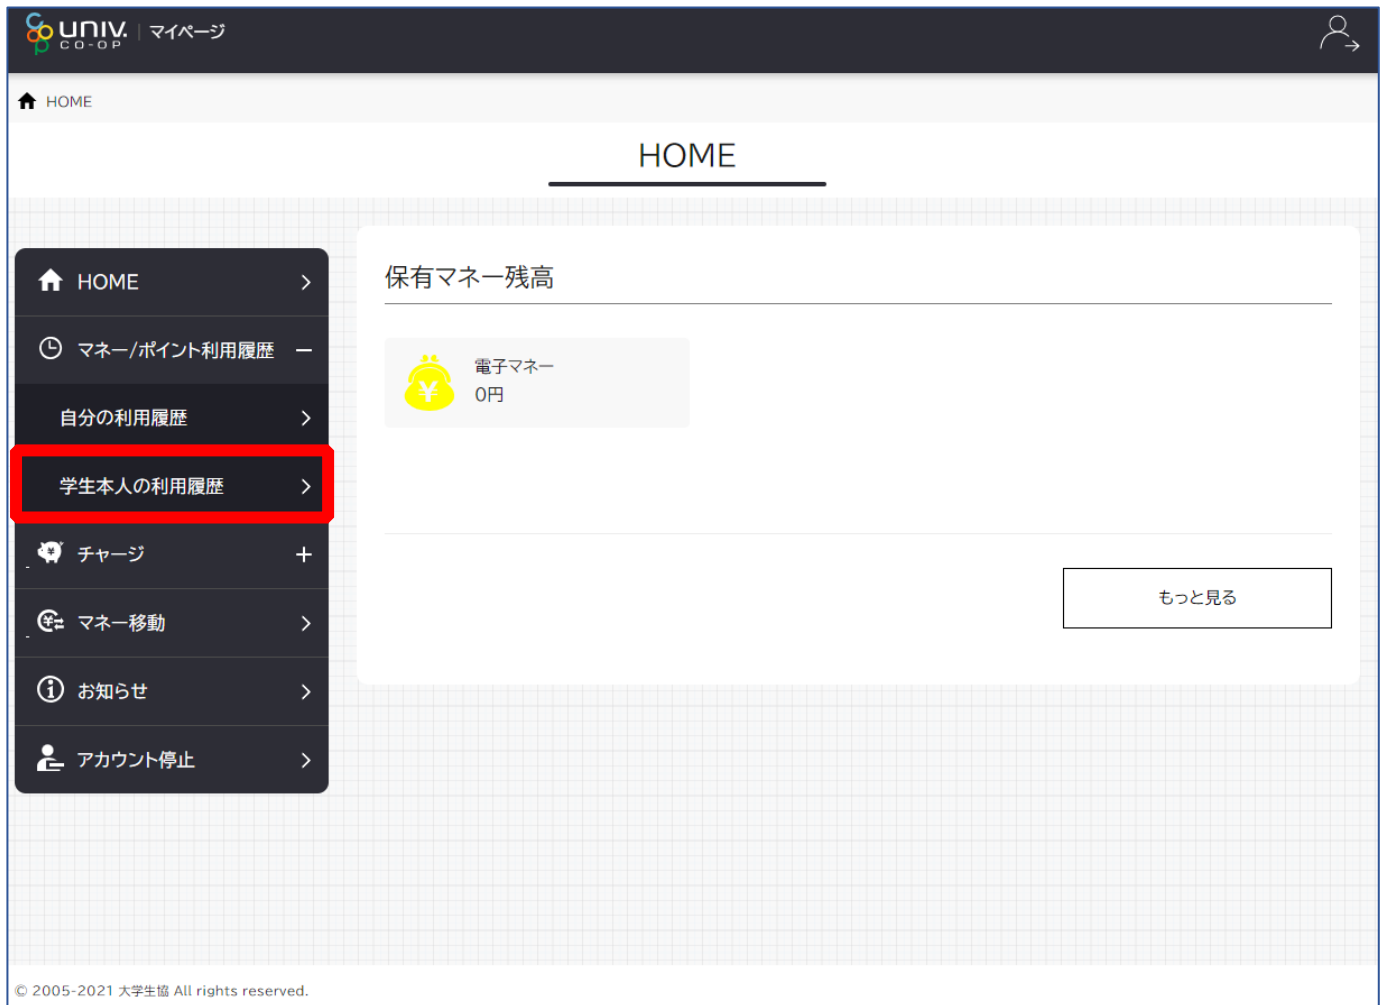 UNIV. CO-OP マイページ
HOME
HOME
HOME
マネー/ポイント利用履歴
自分の利用履歴
学生本人の利用履歴
チャージ
マネー移動
お知らせ
アカウント停止
保有マネー残高
電子マネー
0円
もっと見る
© 2005-2021 大学生協 All rights reserved.